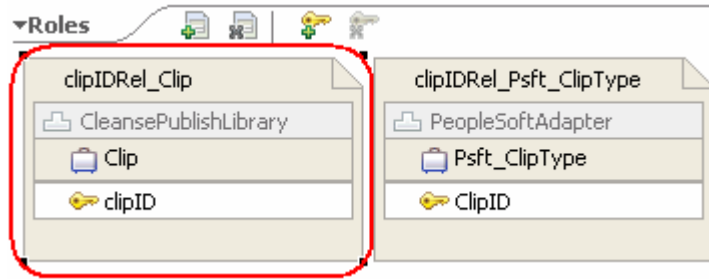 Roles
clipIDRel_Clip
CleansePublishLibrary
Clip
clipID
clipIDRel_Psft_ClipType
PeopleSoftAdapter
Psft_ClipType
ClipID